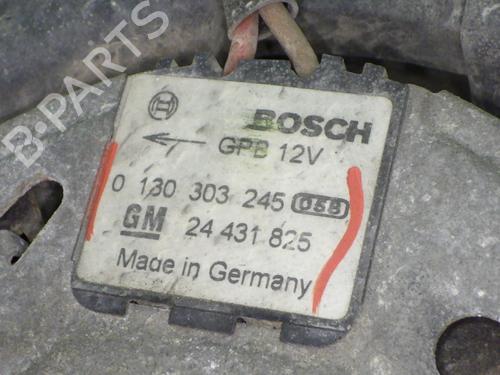 BOSCH
GPB 12V
0 130 303 245 058
GM 24 431 825
Made in Germany
B-PARTS